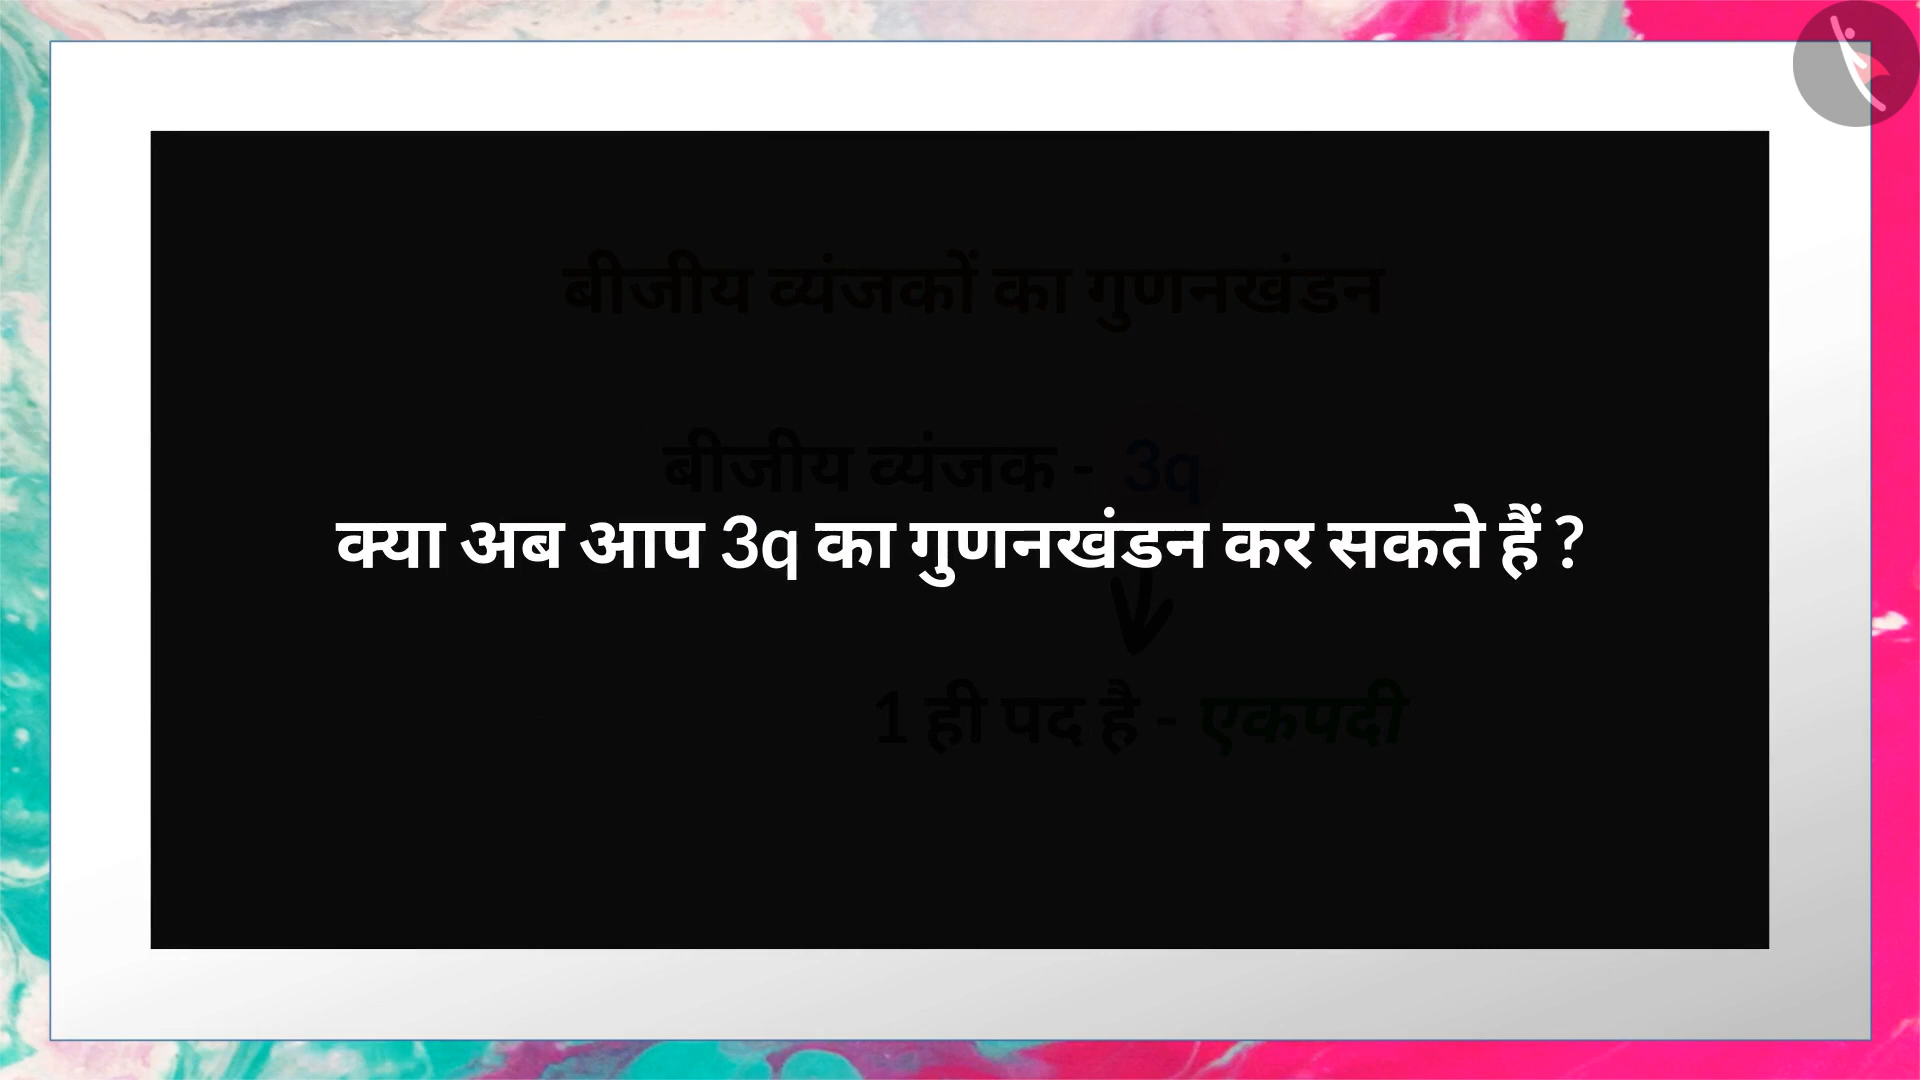 बीजीय व्यंजकों का गुणनखंडन
बीजीय व्यंजक - 3q
क्या अब आप 3q का गुणनखंडन कर सकते हैं ?
1 ही पद है - एकपदी